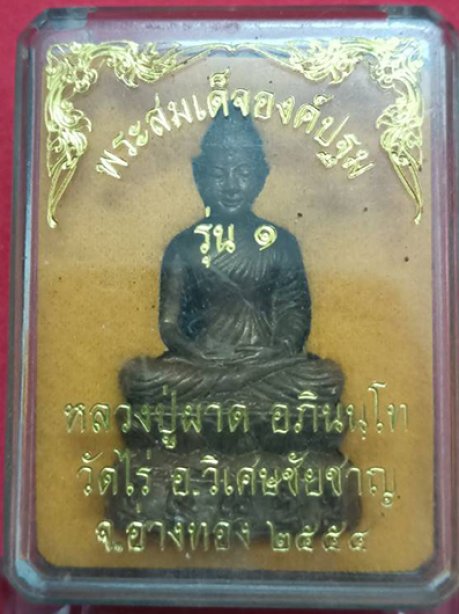 พระสมเด็จองค์ปฐม
รุ่น ๑
หลวงปู่ผาด อภินนฺโท
วัดไร่ อ.วิเศษชัยชาญ
จ.อ่างทอง ๒๕๕๔